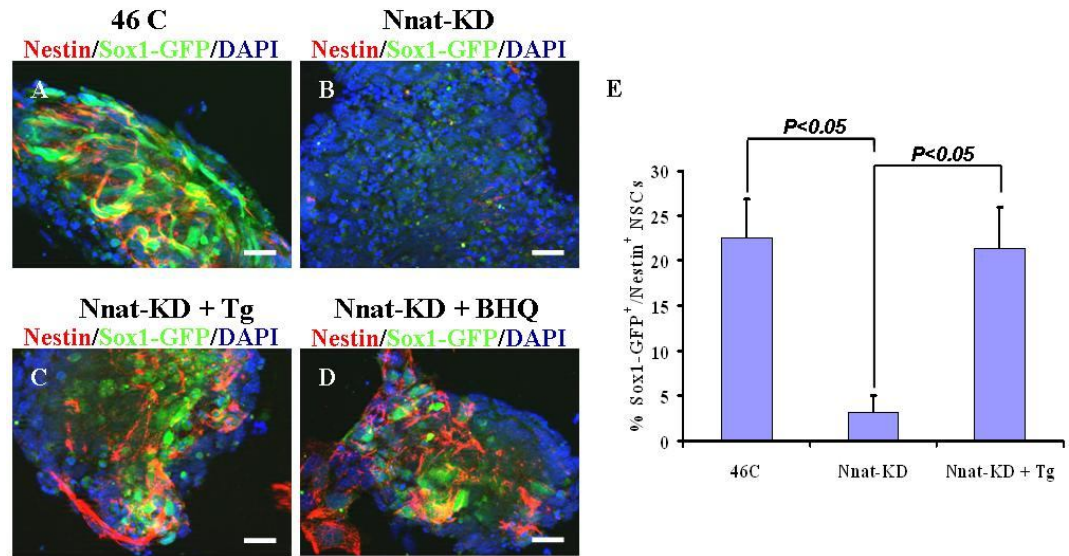 46 C
Nestin/Sox1-GFP/DAPI
A
Nnat-KD
Nestin/Sox1-GFP/DAPI
B
Nnat-KD + Tg
Nestin/Sox1-GFP/DAPI
C
Nnat-KD + BHQ
Nestin/Sox1-GFP/DAPI
D
E
P<0.05
P<0.05
% Sox1-GFP⁺/Nestin⁺ NSCs
30
25
20
15
10
5
0
46C
Nnat-KD
Nnat-KD + Tg